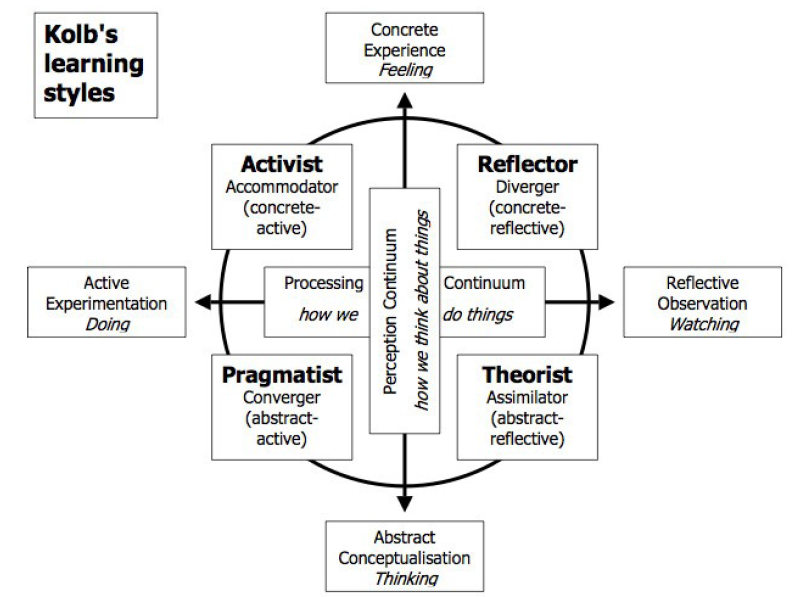 Kolb's
learning
styles
Concrete
Experience
Feeling
Activist
Accommodator
(concrete-
active)
Reflector
Diverger
(concrete-
reflective)
Active
Experimentation
Doing
Processing
how we
Perception Continuum
how we think about things
Continuum
do things
Reflective
Observation
Watching
Pragmatist
Converger
(abstract-
active)
Theorist
Assimilator
(abstract-
reflective)
Abstract
Conceptualisation
Thinking